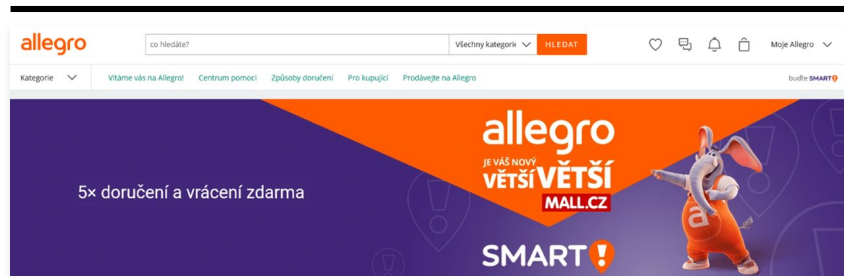 allegro
co hledáte?
Všechny kategorie
HLEDAT
Moje Allegro
Kategorie
Vítáme vás na Allegro!
Centrum pomoci
Způsoby doručení
Pro kupující
Prodávejte na Allegro
buďte SMART!
5× doručení a vrácení zdarma
allegro
JE VÁŠ NOVÝ
VĚTŠÍ VĚTŠÍ
MALL.CZ
SMART!
a